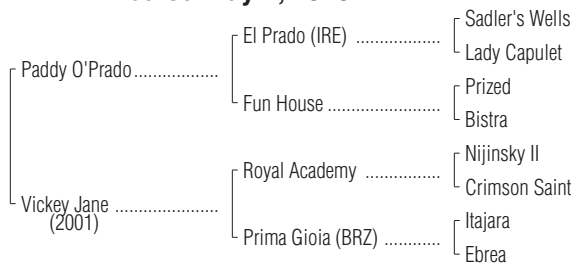 El Prado (IRE) ..................
Sadler's Wells
Lady Capulet
Paddy O'Prado..................
Fun House ........................
Prized
Bistra
Royal Academy ................
Nijinsky II
Crimson Saint
Vickey Jane ......................
(2001)
Prima Gioia (BRZ) ............
Itajara
Ebrea